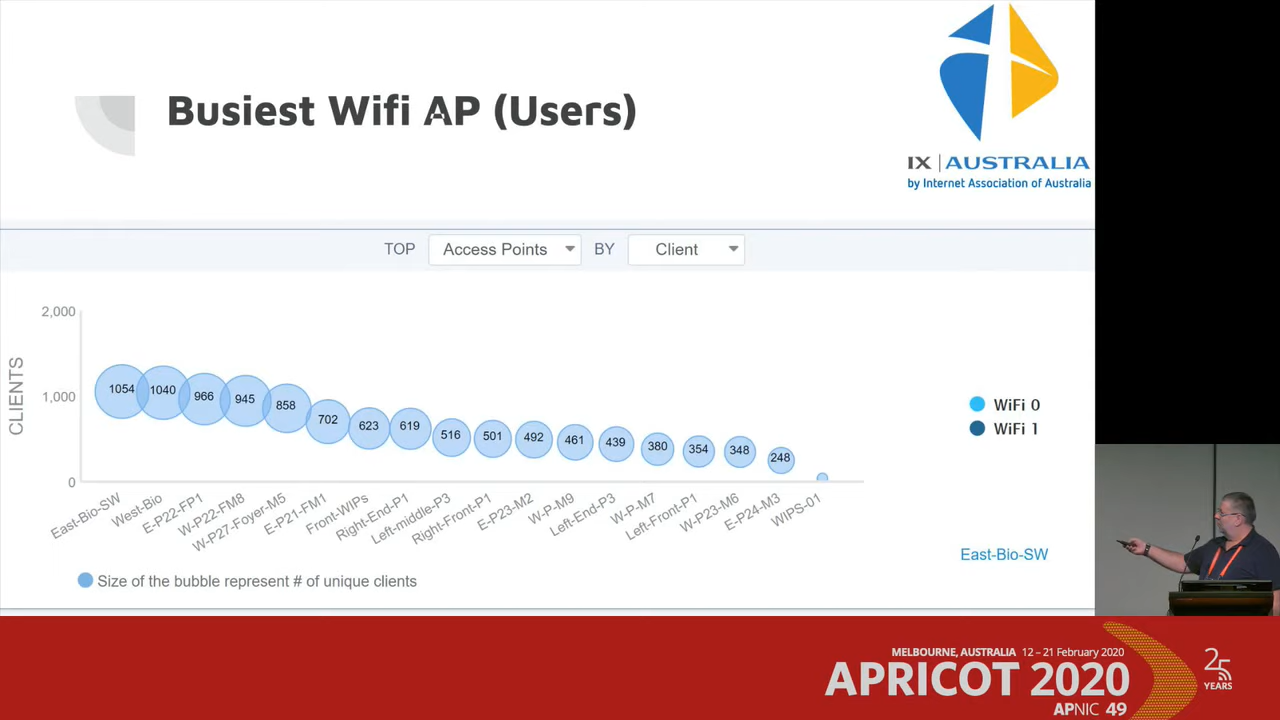 Busiest Wifi AP (Users)
IX | AUSTRALIA
by Internet Association of Australia
TOP Access Points BY Client
CLIENTS
2,000
1,000
0
1054
1040
966
945
858
702
623
619
516
501
492
461
439
380
354
348
248
East-Bio-SW
West-Bio
E-P22-FP1
W-P22-FM8
W-P27-Foyer-M5
E-P21-FM1
Front-WIPs
Right-End-P1
Left-middle-P3
Right-Front-P1
E-P23-M2
W-P-M9
Left-End-P3
W-P-M7
Left-Front-P1
W-P23-M6
E-P24-M3
WIPS-01
WiFi 0
WiFi 1
East-Bio-SW
Size of the bubble represent # of unique clients
MELBOURNE, AUSTRALIA 12 – 21 February 2020
APRICOT 2020
APNIC 49
25
YEARS